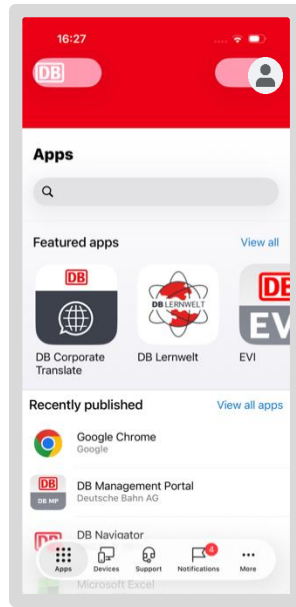 16:27
DB
Apps
Featured apps
View all
DB
DB LERNWELT
DB
EV
DB Corporate
Translate
DB Lernwelt
EVI
Recently published
View all apps
Google Chrome
Google
DB
DB MP
DB Management Portal
Deutsche Bahn AG
DB Navigator
4
Apps
Devices
Support
Notifications
More
Microsoft Excel